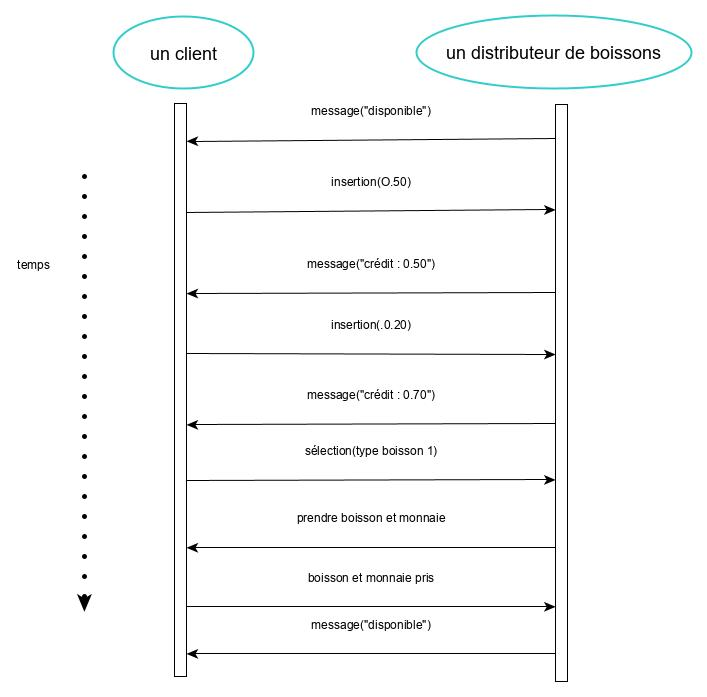 un client
un distributeur de boissons
message("disponible")
insertion(O.50)
temps
message("crédit : 0.50")
insertion(.0.20)
message("crédit : 0.70")
sélection(type boisson 1)
prendre boisson et monnaie
boisson et monnaie pris
message("disponible")